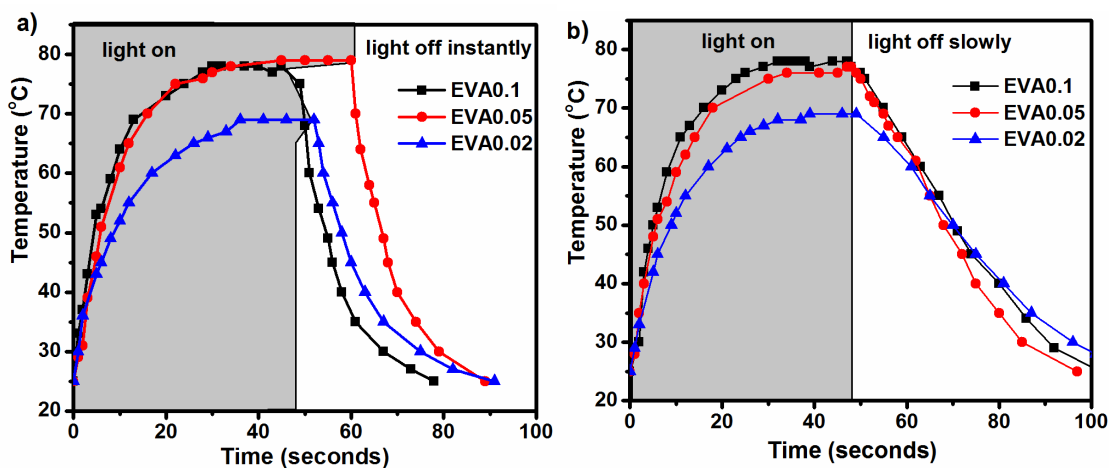 a)
light on
light off instantly
EVA0.1
EVA0.05
EVA0.02
Temperature (°C)
90
80
70
60
50
40
30
20
0 20 40 60 80 100
Time (seconds)
b)
light on
light off slowly
EVA0.1
EVA0.05
EVA0.02
Temperature (°C)
80
70
60
50
40
30
20
0 20 40 60 80 100
Time (seconds)